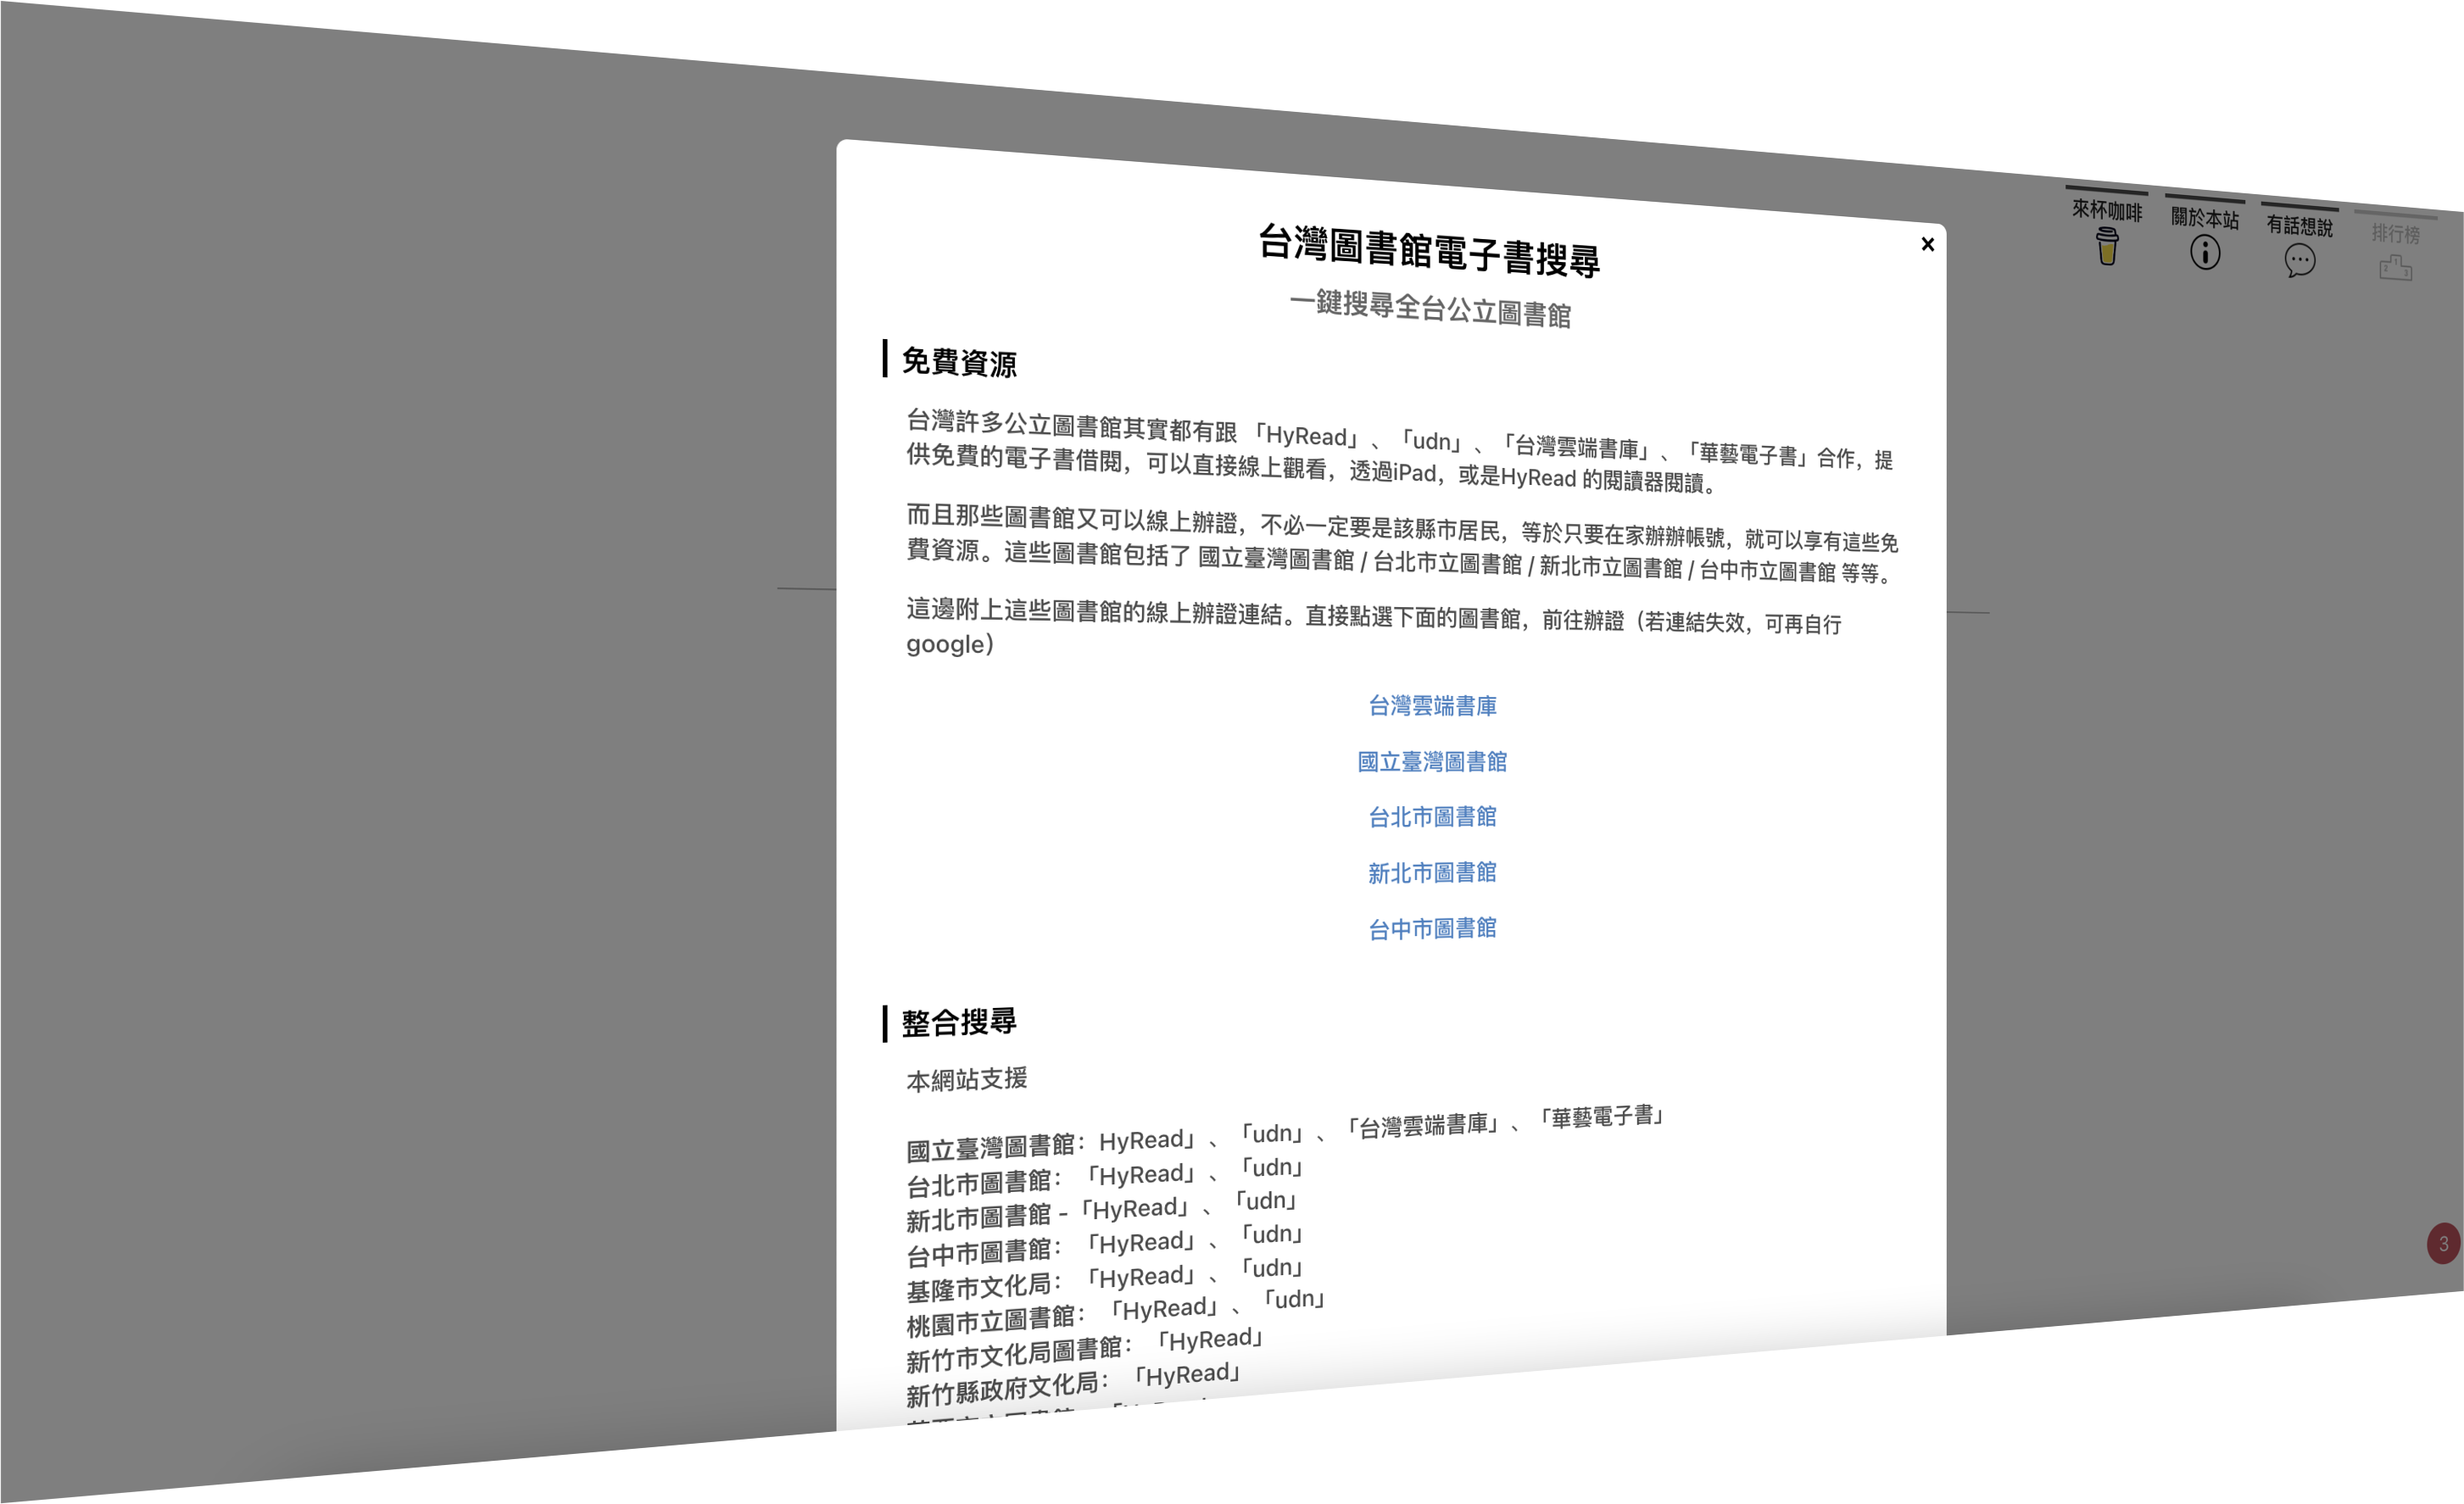 台灣圖書館電子書搜尋
一鍵搜尋全台公立圖書館
免費資源
台灣許多公立圖書館其實都有跟 「HyRead」、「udn」、「台灣雲端書庫」、「華藝電子書」合作，提
供免費的電子書借閱，可以直接線上觀看，透過iPad，或是HyRead 的閱讀器閱讀。
而且那些圖書館又可以線上辦證，不必一定要是該縣市居民，等於只要在家辦辦帳號，就可以享有這些免
費資源。這些圖書館包括了 國立臺灣圖書館 / 台北市立圖書館 / 新北市立圖書館 / 台中市立圖書館 等等。
這邊附上這些圖書館的線上辦證連結。直接點選下面的圖書館，前往辦證（若連結失效，可再自行
google）
台灣雲端書庫
國立臺灣圖書館
台北市圖書館
新北市圖書館
台中市圖書館
整合搜尋
本網站支援
國立臺灣圖書館：HyRead」、「udn」、「台灣雲端書庫」、「華藝電子書」
台北市圖書館：「HyRead」、「udn」
新北市圖書館 -「HyRead」、「udn」
台中市圖書館：「HyRead」、「udn」
基隆市文化局：「HyRead」、「udn」
桃園市立圖書館：「HyRead」、「udn」
新竹市文化局圖書館：「HyRead」
新竹縣政府文化局：「HyRead」
×
來杯咖啡
關於本站
有話想說
排行榜
3